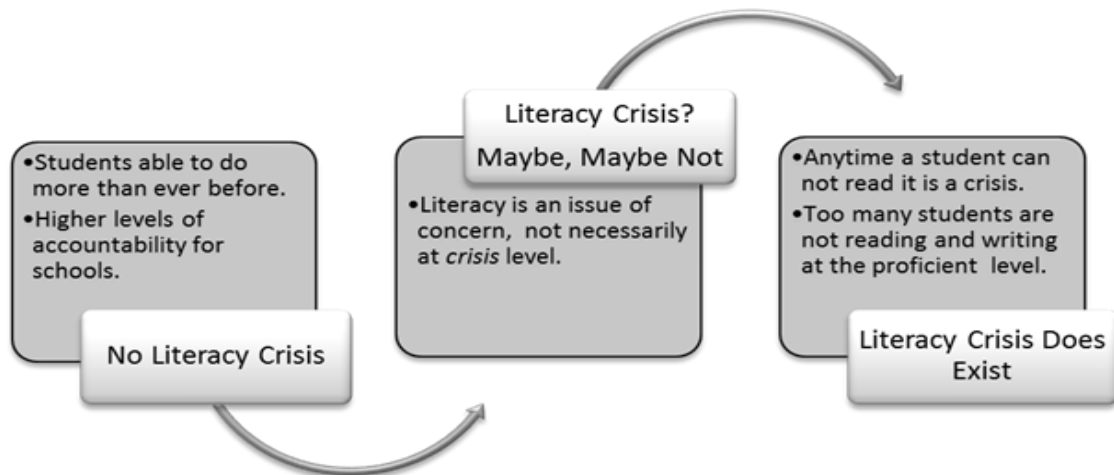 •Students able to do
more than ever before.
•Higher levels of
accountability for
schools.
No Literacy Crisis
Literacy Crisis?
Maybe, Maybe Not
•Literacy is an issue of
concern, not necessarily
at crisis level.
•Anytime a student can
not read it is a crisis.
•Too many students are
not reading and writing
at the proficient level.
Literacy Crisis Does
Exist